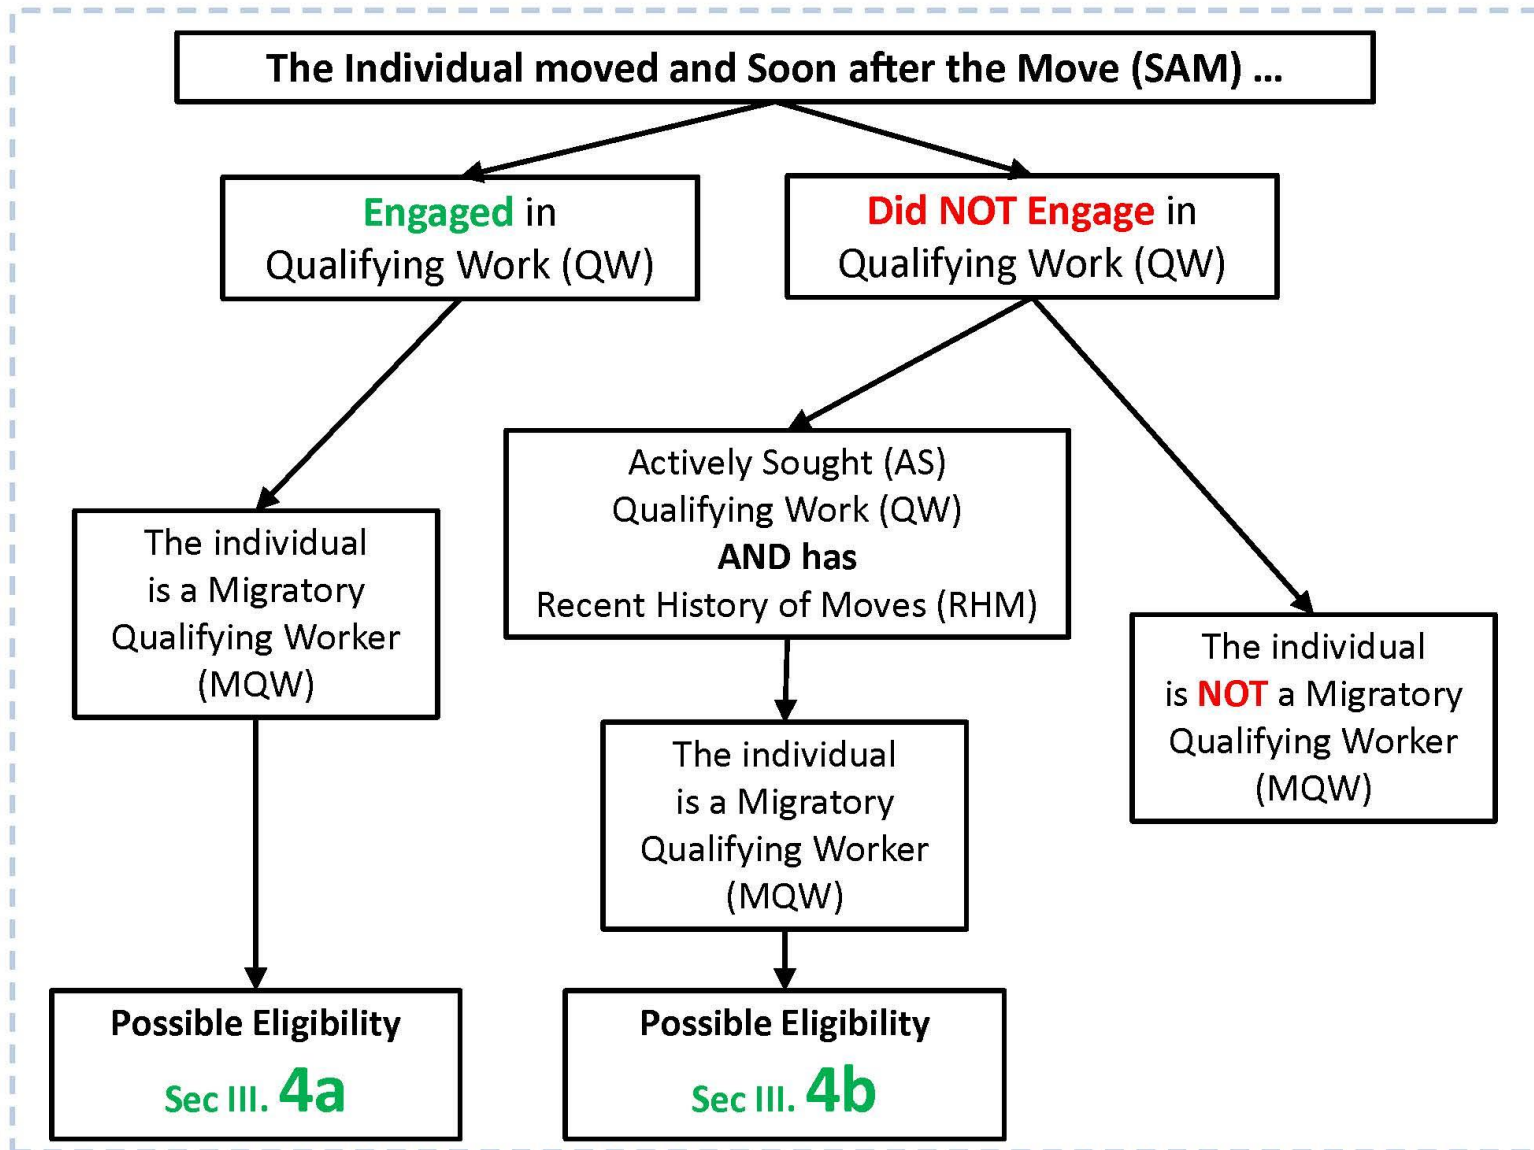 The Individual moved and Soon after the Move (SAM) ...
Engaged in
Qualifying Work (QW)
Did NOT Engage in
Qualifying Work (QW)
Actively Sought (AS)
Qualifying Work (QW)
AND has
Recent History of Moves (RHM)
The individual
is a Migratory
Qualifying Worker
(MQW)
The individual
is NOT a Migratory
Qualifying Worker
(MQW)
The individual
is a Migratory
Qualifying Worker
(MQW)
Possible Eligibility
Sec III. 4a
Possible Eligibility
Sec III. 4b